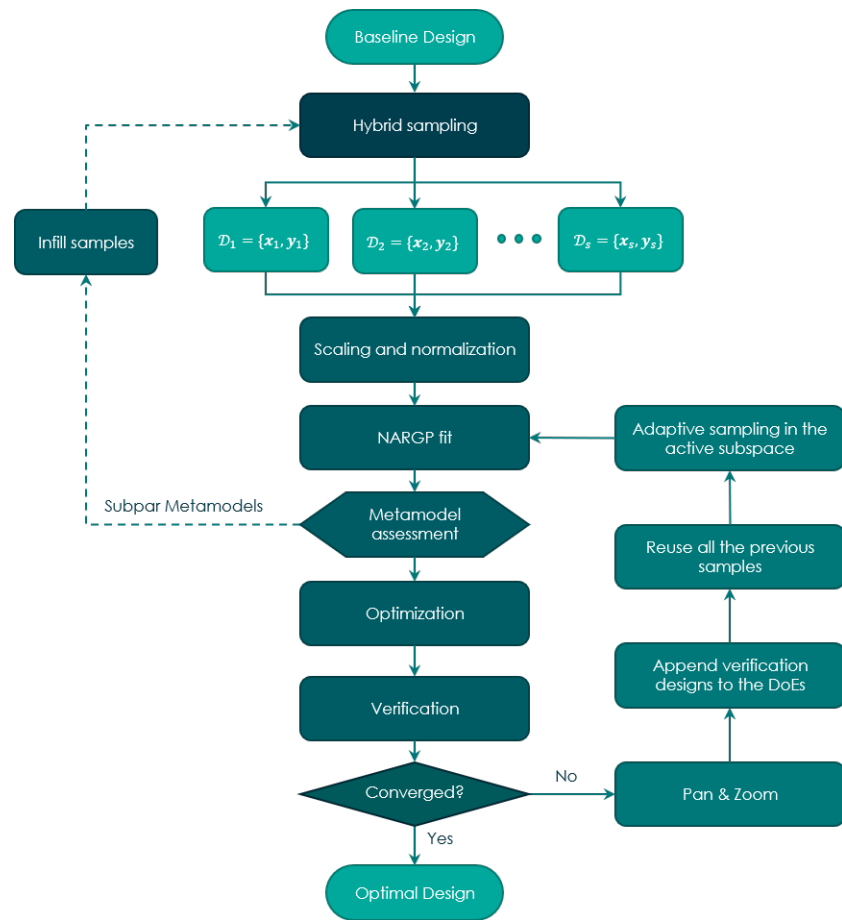 Baseline Design
Hybrid sampling
Infill samples
𝒟₁ = {𝒙₁, 𝒚₁}
𝒟₂ = {𝒙₂, 𝒚₂}
𝒟ₛ = {𝒙ₛ, 𝒚ₛ}
Scaling and normalization
NARGP fit
Adaptive sampling in the
active subspace
Subpar Metamodels
Metamodel
assessment
Reuse all the previous
samples
Optimization
Append verification
designs to the DoEs
Verification
Converged?
No
Pan & Zoom
Yes
Optimal Design